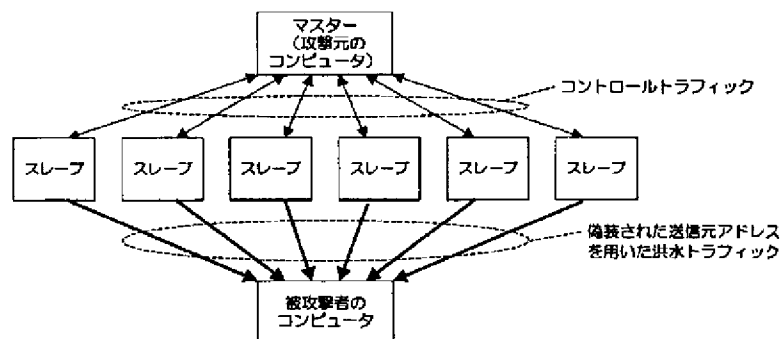 マスター
(攻撃元の
コンピュータ)
コントロールトラフィック
スレーブ
スレーブ
スレーブ
スレーブ
スレーブ
スレーブ
偽装された送信元アドレス
を用いた洪水トラフィック
被攻撃者の
コンピュータ